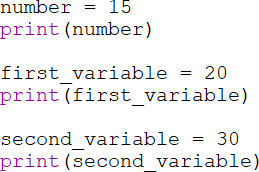 number = 15
print(number)

first_variable = 20
print(first_variable)

second_variable = 30
print(second_variable)